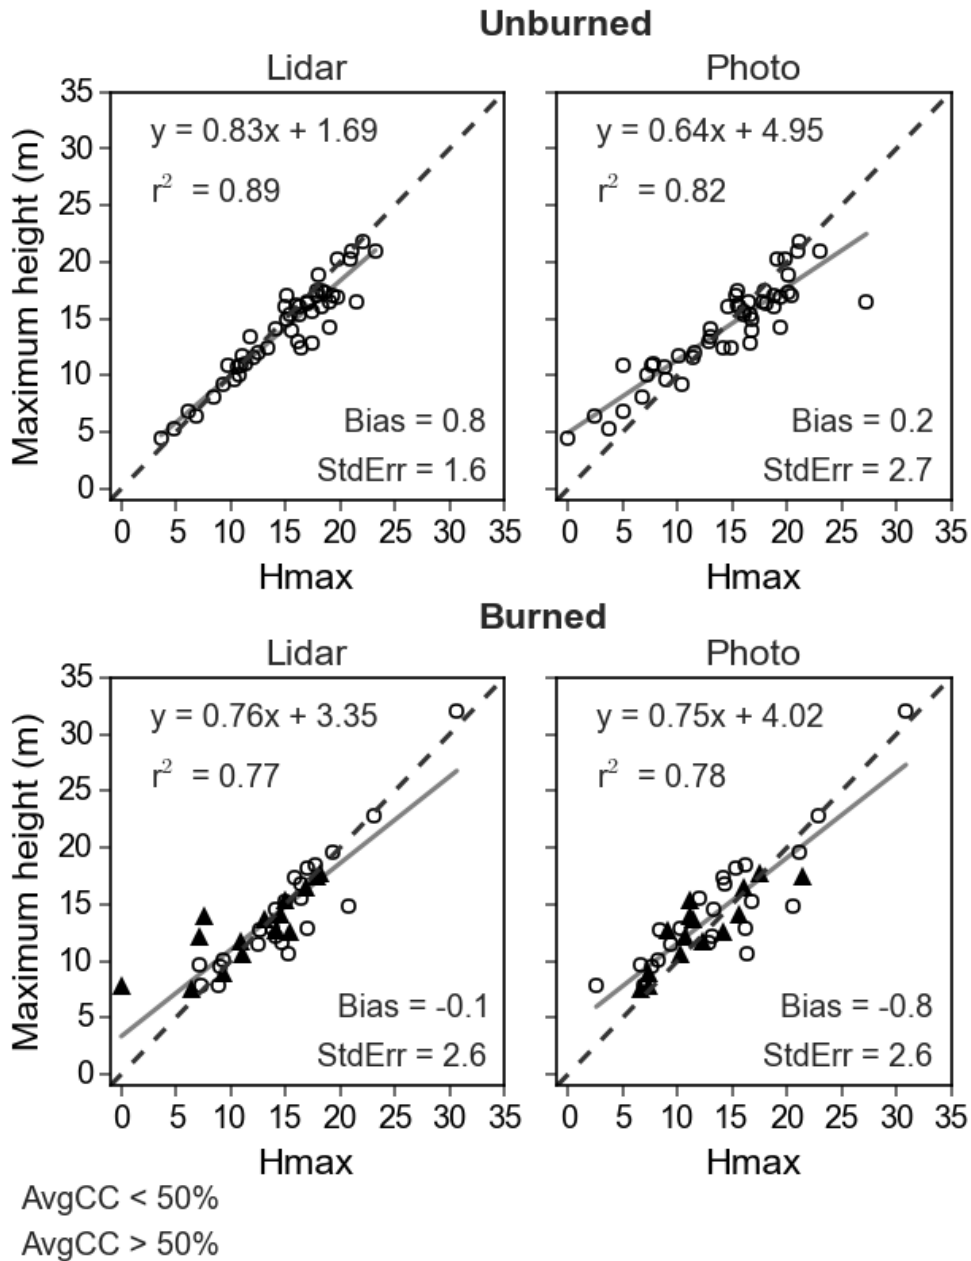 Unburned
Lidar
Photo
35
30
25
20
15
10
5
0
Maximum height (m)
y = 0.83x + 1.69
r² = 0.89
Bias = 0.8
StdErr = 1.6
y = 0.64x + 4.95
r² = 0.82
Bias = 0.2
StdErr = 2.7
0 5 10 15 20 25 30 35
0 5 10 15 20 25 30 35
Hmax
Hmax
Burned
Lidar
Photo
35
30
25
20
15
10
5
0
Maximum height (m)
y = 0.76x + 3.35
r² = 0.77
Bias = -0.1
StdErr = 2.6
y = 0.75x + 4.02
r² = 0.78
Bias = -0.8
StdErr = 2.6
0 5 10 15 20 25 30 35
0 5 10 15 20 25 30 35
Hmax
Hmax
AvgCC < 50%
AvgCC > 50%